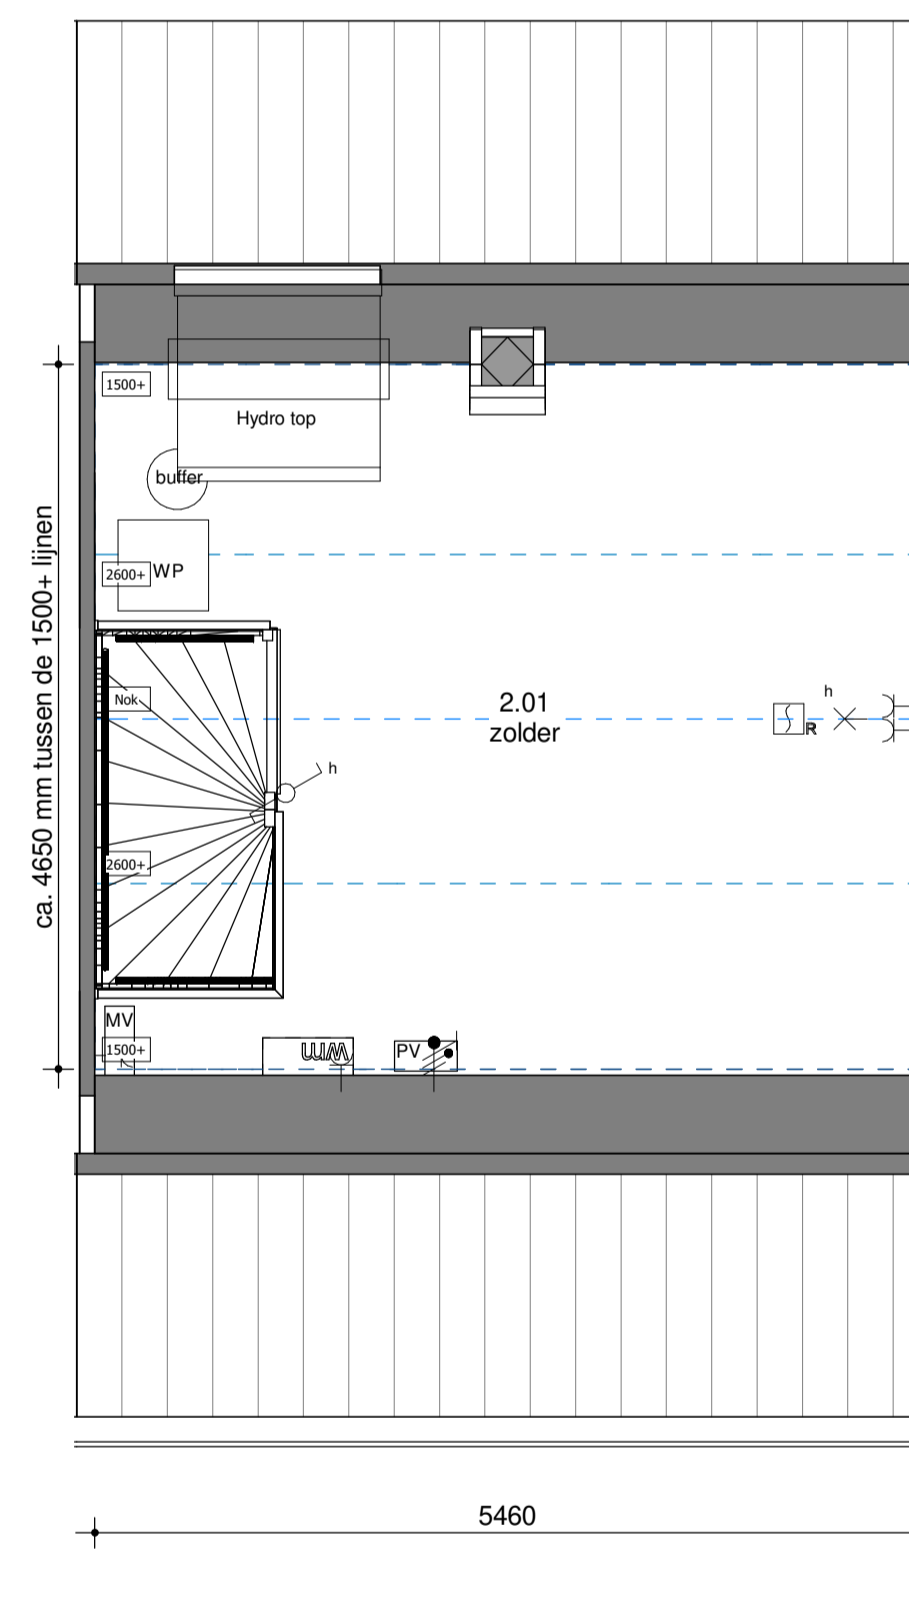 1500+
Hydro top
buffer
2600+
WP
ca. 4650 mm tussen de 1500+ lijnen
Nok
2.01
zolder
h
R
h
2600+
MV
1500+
wm
PV
5460